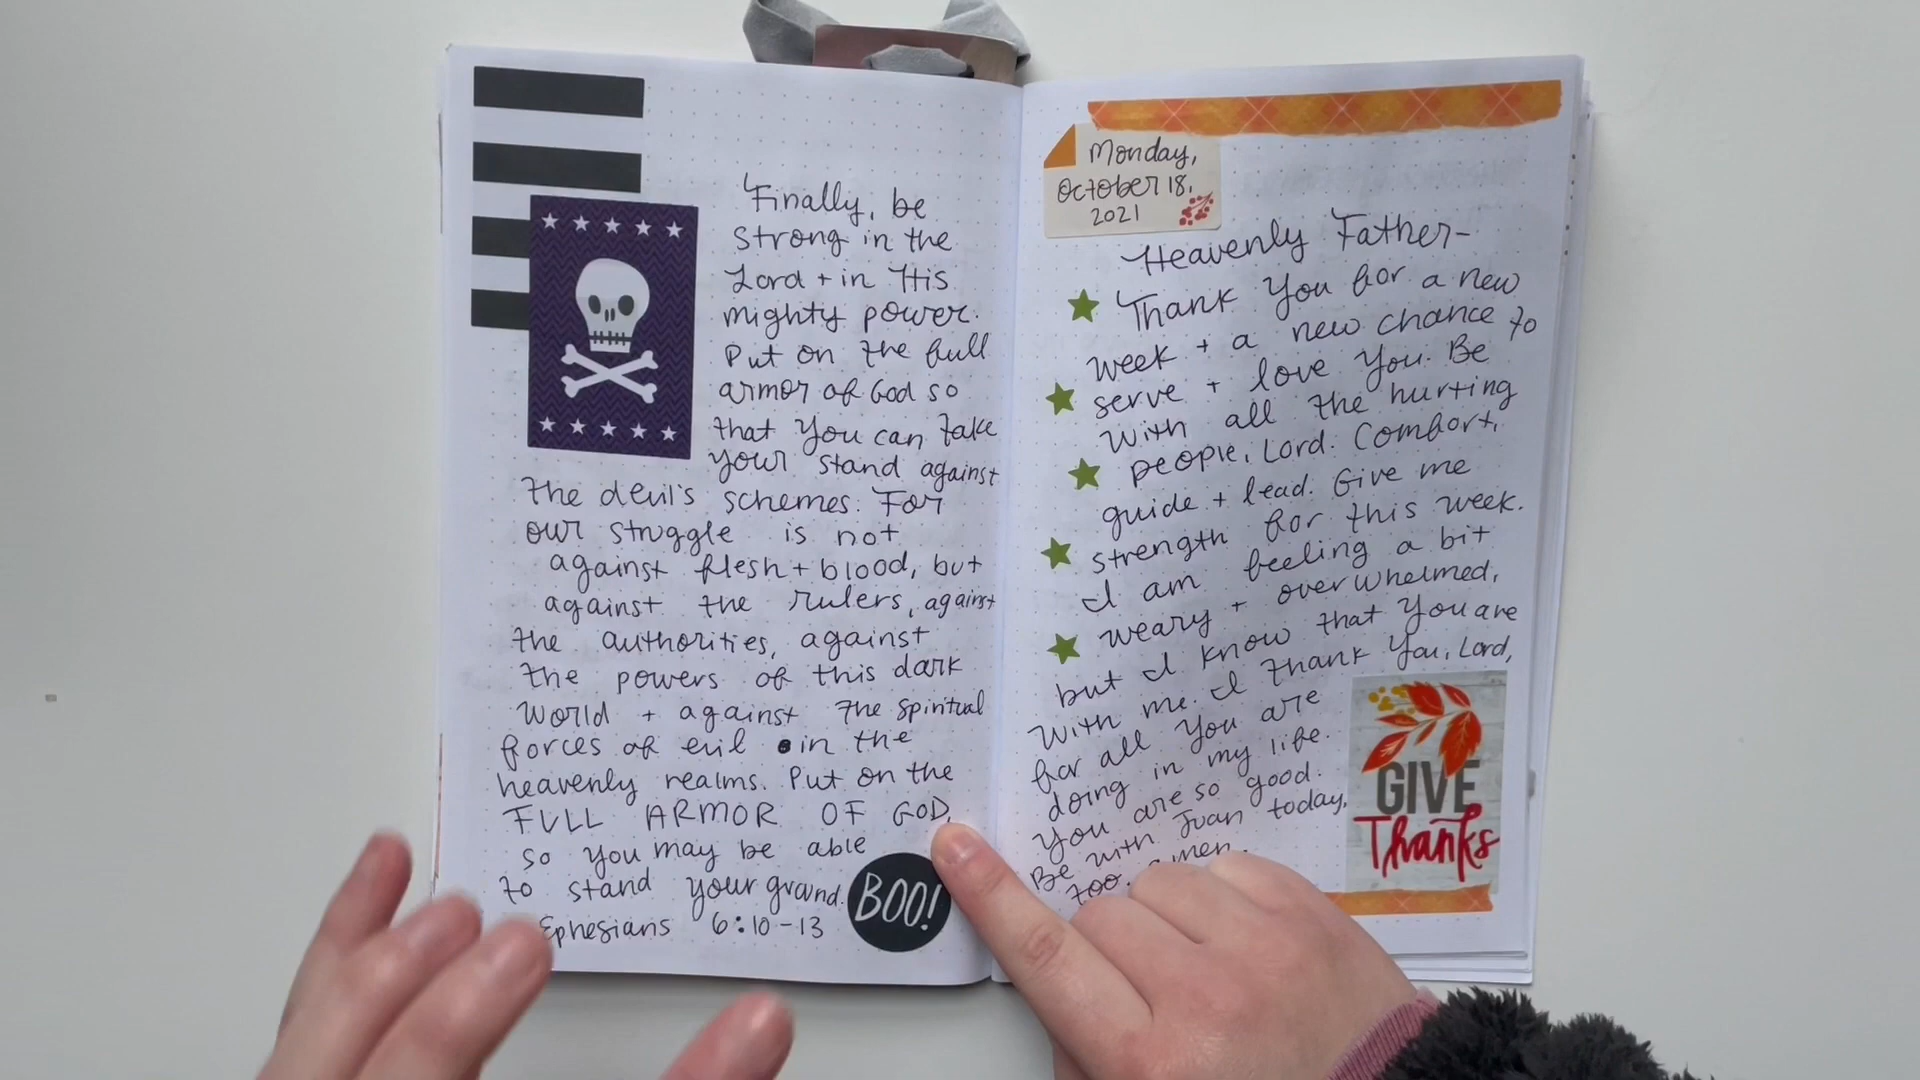 Finally, be
strong in the
Lord + in His
mighty power.
Put on the full
armor of God so
that you can take
your stand against
the devil's schemes. For
our struggle is not
against flesh + blood, but
against the rulers, against
the authorities, against
the powers of this dark
world + against the spiritual
forces of evil in the
heavenly realms. Put on the
FULL ARMOR OF GOD,
so you may be able
to stand your ground.
Ephesians 6:10-13
BOO!
Monday,
October 18,
2021
Heavenly Father-
Thank You for a new
week + a new chance to
serve + love You. Be
with all the hurting
people, Lord. Comfort,
guide + lead. Give me
strength for this week.
I am feeling a bit
weary + overwhelmed,
but I know that You are
with me. I thank You, Lord,
for all You are
doing in my life.
You are so good.
Be with Juan today,
too. Amen.
GIVE
Thanks